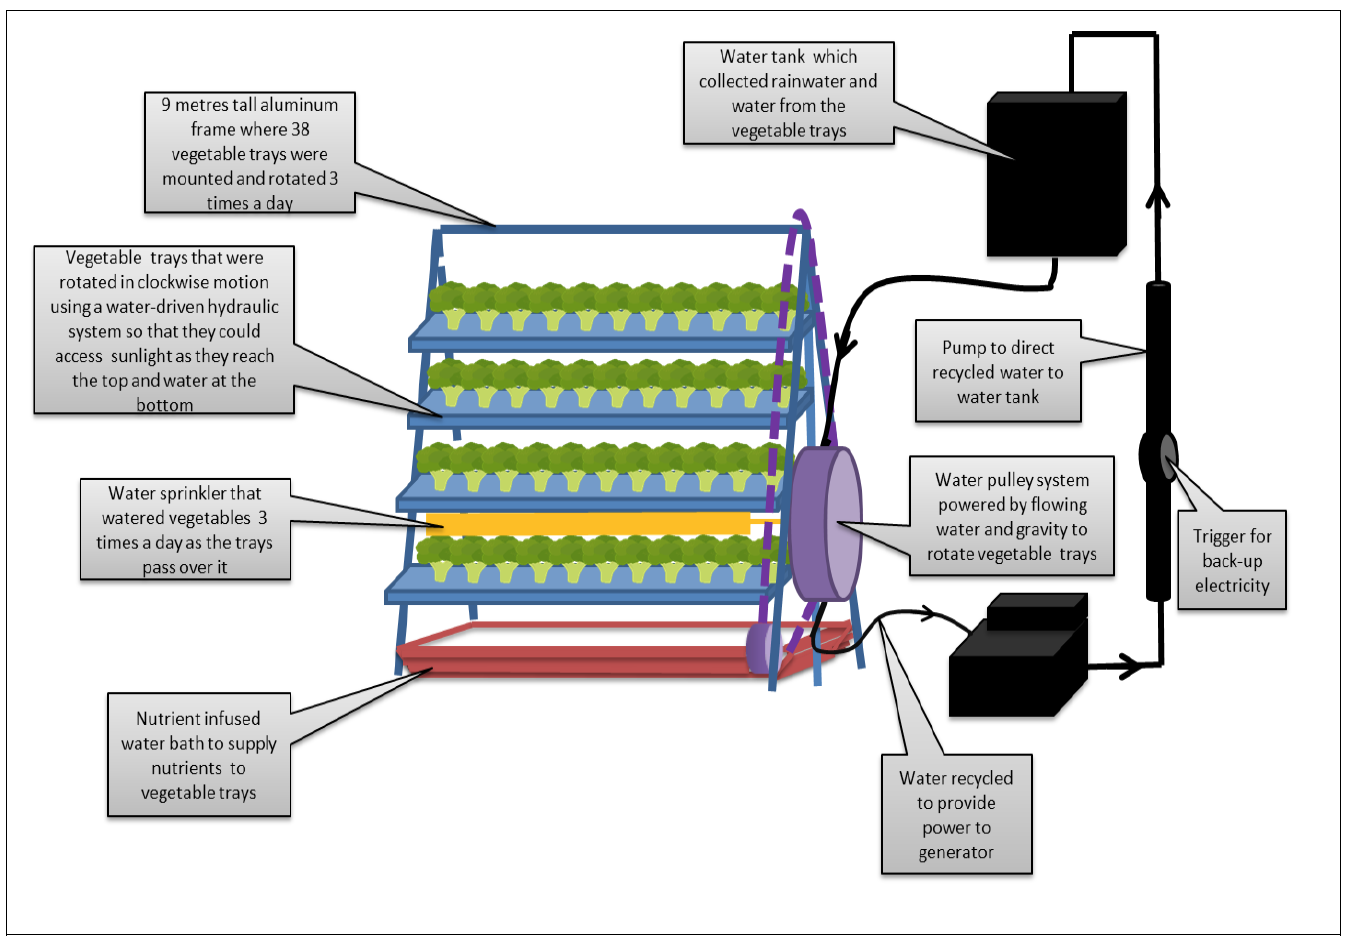 Water tank which
collected rainwater and
water from the
vegetable trays
9 metres tall aluminum
frame where 38
vegetable trays were
mounted and rotated 3
times a day
Vegetable trays that were
rotated in clockwise motion
using a water-driven hydraulic
system so that they could
access sunlight as they reach
the top and water at the
bottom
Pump to direct
recycled water to
water tank
Water sprinkler that
watered vegetables 3
times a day as the trays
pass over it
Water pulley system
powered by flowing
water and gravity to
rotate vegetable trays
Trigger for
back-up
electricity
Nutrient infused
water bath to supply
nutrients to
vegetable trays
Water recycled
to provide
power to
generator